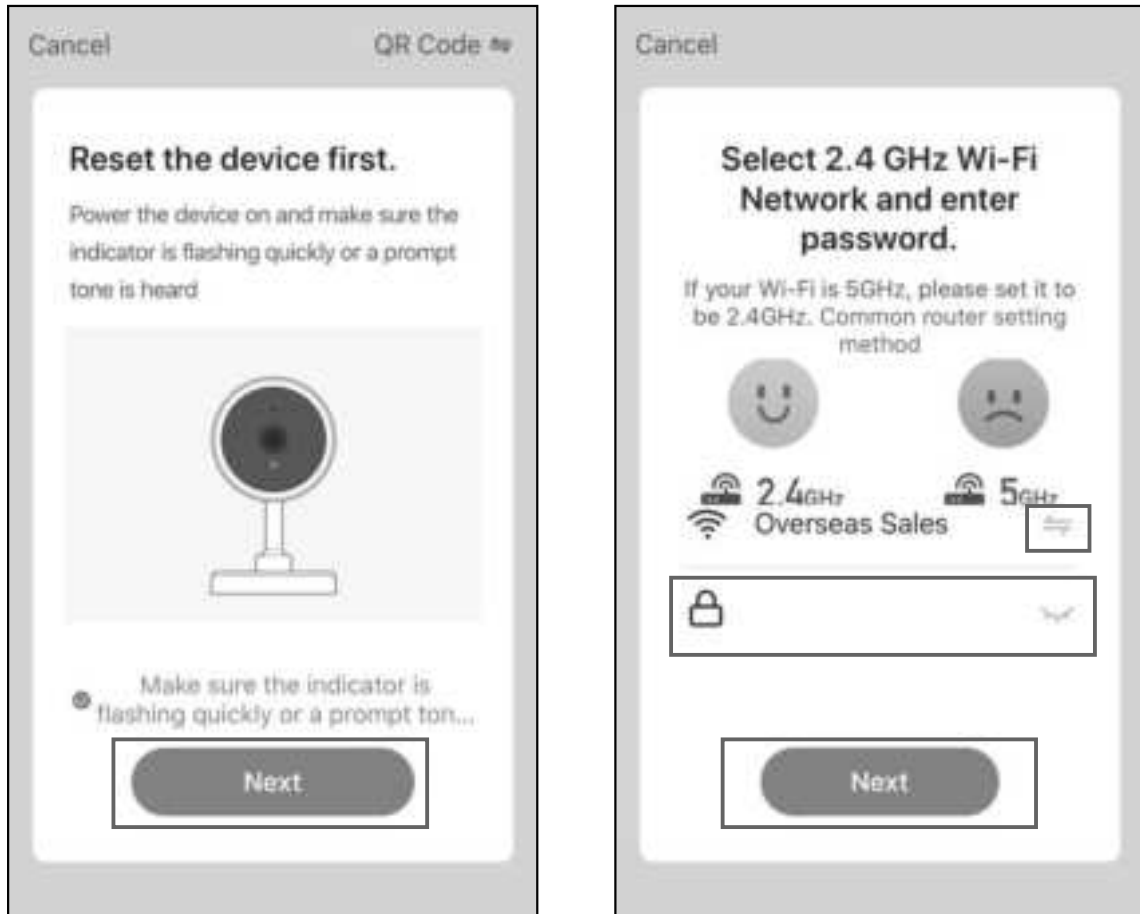 Cancel
QR Code
Reset the device first.
Power the device on and make sure the
indicator is flashing quickly or a prompt
tone is heard
Make sure the indicator is
flashing quickly or a prompt ton...
Next
Cancel
Select 2.4 GHz Wi-Fi
Network and enter
password.
If your Wi-Fi is 5GHz, please set it to
be 2.4GHz. Common router setting
method
2.4GHz
5GHz
Overseas Sales
Next